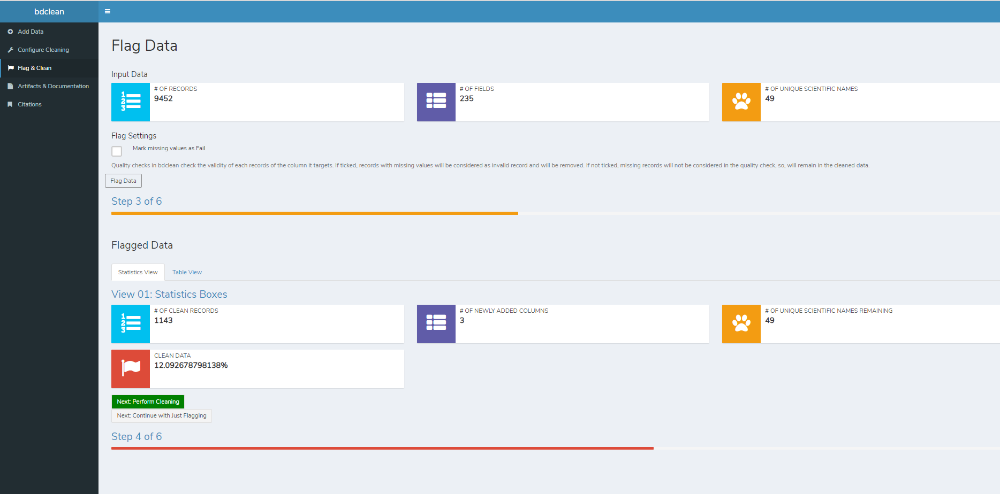 bdclean
Add Data
Configure Cleaning
Flag & Clean
Artifacts & Documentation
Citations
Flag Data
Input Data
# OF RECORDS
9452
# OF FIELDS
235
# OF UNIQUE SCIENTIFIC NAMES
49
Flag Settings
Mark missing values as Fail
Quality checks in bdclean check the validity of each records of the column it targets. If ticked, records with missing values will be considered as invalid record and will be removed. If not ticked, missing records will not be considered in the quality check, so, will remain in the cleaned data.
Flag Data
Step 3 of 6
Flagged Data
Statistics View
Table View
View 01: Statistics Boxes
# OF CLEAN RECORDS
1143
# OF NEWLY ADDED COLUMNS
3
# OF UNIQUE SCIENTIFIC NAMES REMAINING
49
CLEAN DATA
12.092678798138%
Next: Perform Cleaning
Next: Continue with Just Flagging
Step 4 of 6